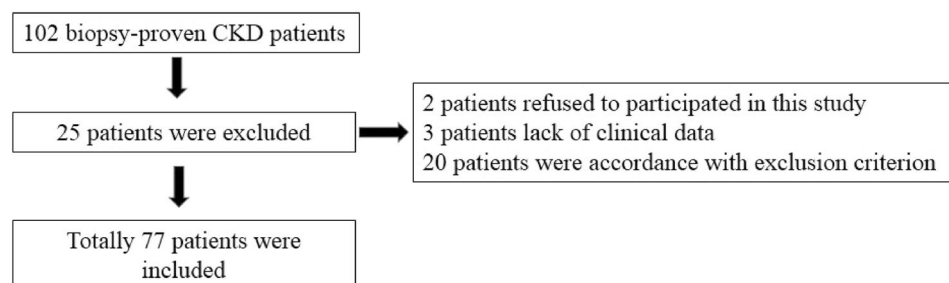 102 biopsy-proven CKD patients
25 patients were excluded
2 patients refused to participated in this study
3 patients lack of clinical data
20 patients were accordance with exclusion criterion
Totally 77 patients were
included